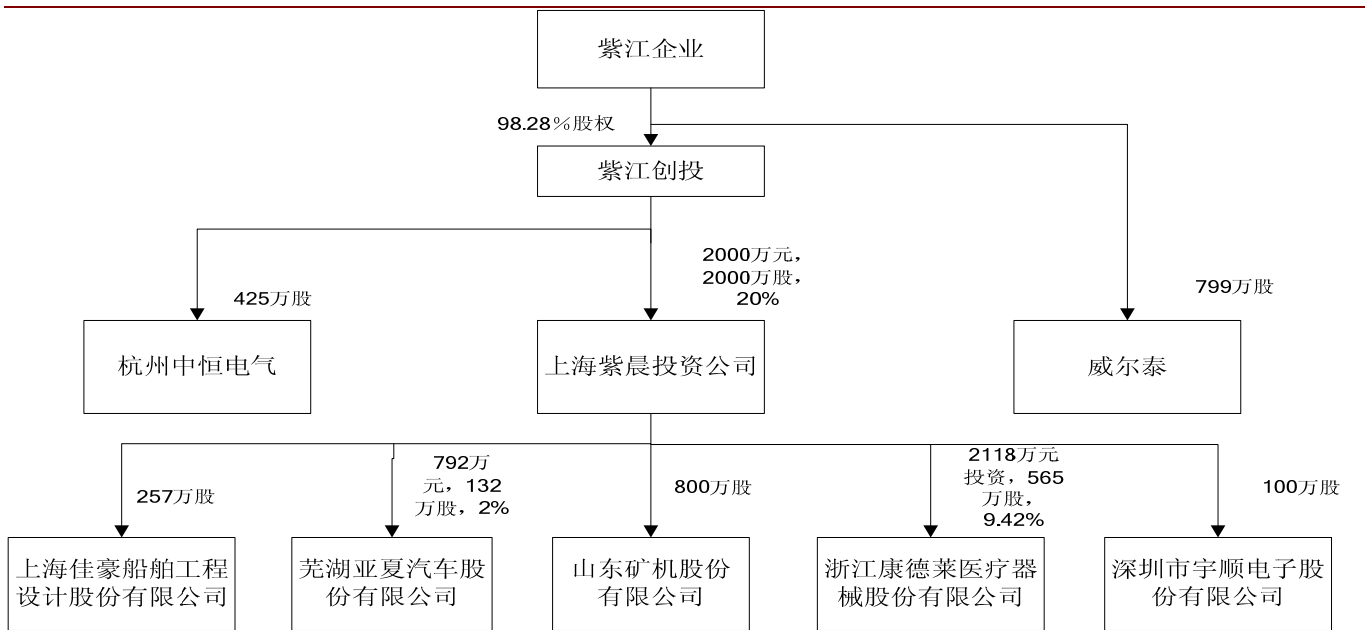 紫江企业
98.28%股权
紫江创投
2000万元，
2000万股，
20%
425万股
799万股
杭州中恒电气
上海紫晨投资公司
威尔泰
257万股
792万
元，132
万股，2%
800万股
2118万元
投资，565
万股，
9.42%
100万股
上海佳豪船舶工程
设计股份有限公司
芜湖亚夏汽车股
份有限公司
山东矿机股份
有限公司
浙江康德莱医疗器
械股份有限公司
深圳市宇顺电子股
份有限公司